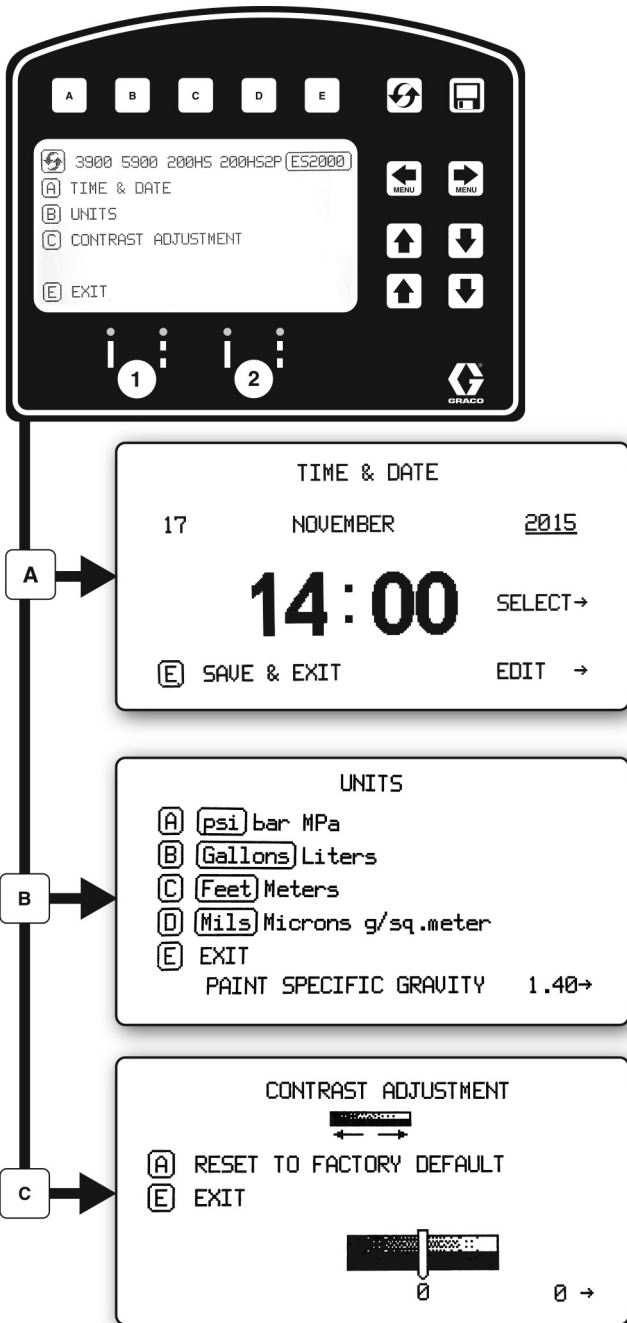 A B C D E
3900 5900 200HS 200HS2P ES2000
A TIME & DATE
B UNITS
C CONTRAST ADJUSTMENT
E EXIT
MENU MENU
1 2
GRACO
A
TIME & DATE
17 NOVEMBER 2015
14:00
SELECT→
E SAVE & EXIT EDIT →
B
UNITS
A psi bar MPa
B Gallons Liters
C Feet Meters
D Mils Microns g/sq.meter
E EXIT
PAINT SPECIFIC GRAVITY 1.40→
C
CONTRAST ADJUSTMENT
A RESET TO FACTORY DEFAULT
E EXIT
0 0 →